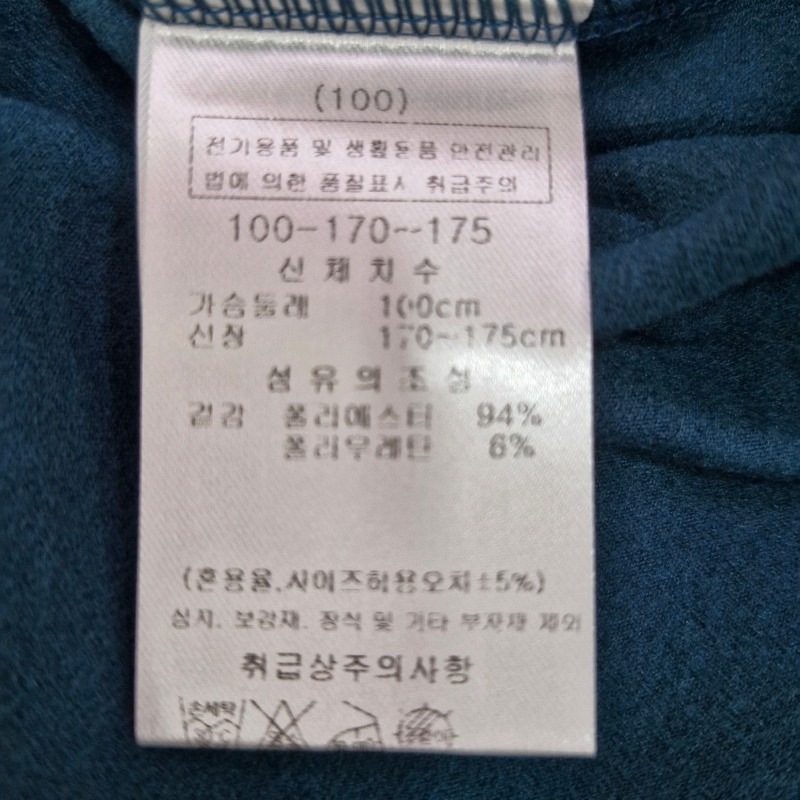 (100)
전기용품 및 생활용품 안전관리
법에 의한 품질표시 취급주의
100-170~175
신체치수
가슴둘레 100cm
신장 170~175cm
섬유의조성
겉감 폴리에스터 94%
폴리우레탄 6%
(혼용율,사이즈허용오차±5%)
심지, 보강재, 장식 및 기타 부자재 제외
취급상주의사항
손세탁